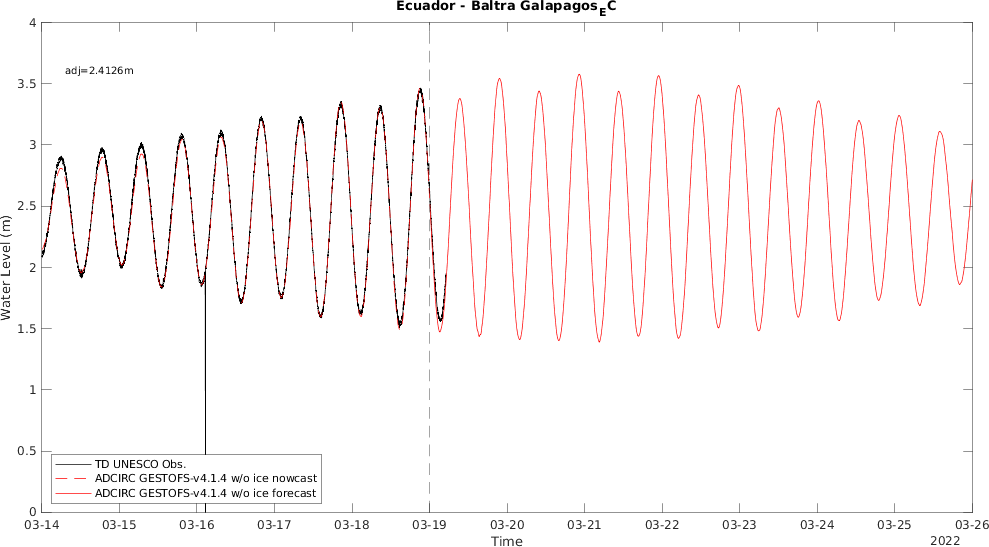 Ecuador - Baltra Galapagos_EC
4
adj=2.4126m
3.5
3
2.5
2
1.5
1
0.5
0
Water Level (m)
TD UNESCO Obs.
ADCIRC GESTOFS-v4.1.4 w/o ice nowcast
ADCIRC GESTOFS-v4.1.4 w/o ice forecast
03-14 03-15 03-16 03-17 03-18 03-19 03-20 03-21 03-22 03-23 03-24 03-25 03-26
Time
2022